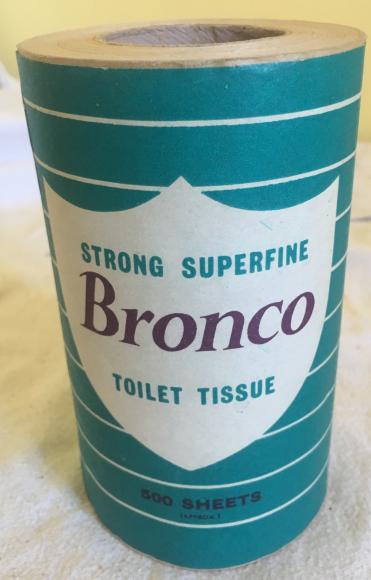 STRONG SUPERFINE
Bronco
TOILET TISSUE
500 SHEETS
(APPROX.)